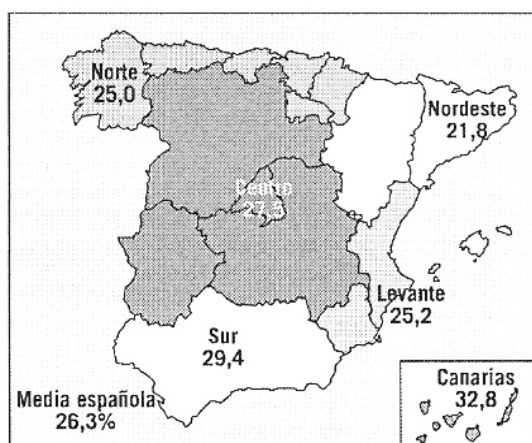 Norte
25,0
Nordeste
21,8
Centro
27,5
Levante
25,2
Sur
29,4
Canarias
32,8
Media española
26,3%